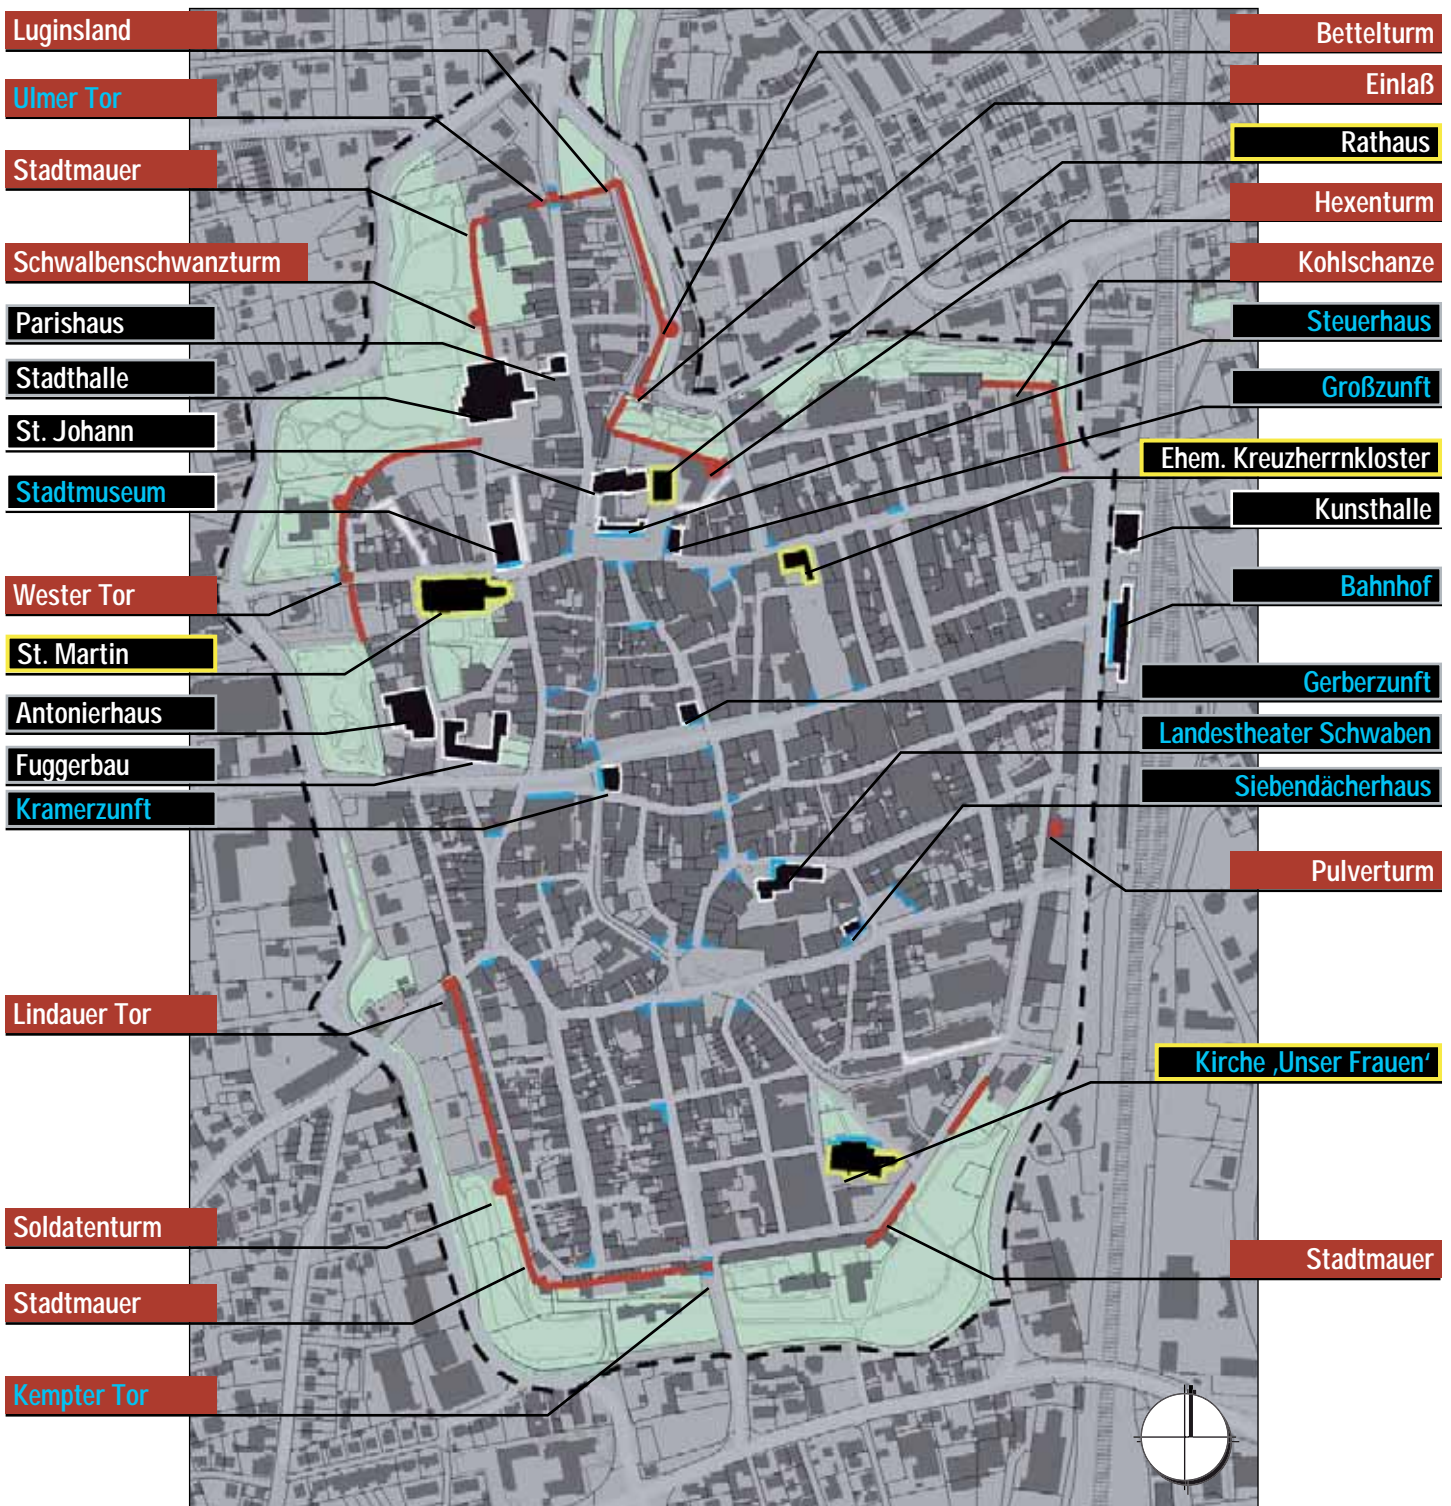 Luginsland
Ulmer Tor
Stadtmauer
Schwalbenschwanzturm
Parishaus
Stadthalle
St. Johann
Stadtmuseum
Wester Tor
St. Martin
Antonierhaus
Fuggerbau
Kramerzunft
Lindauer Tor
Soldatenturm
Stadtmauer
Kempter Tor
Bettelturm
Einlaß
Rathaus
Hexenturm
Kohlschanze
Steuerhaus
Großzunft
Ehem. Kreuzherrnkloster
Kunsthalle
Bahnhof
Gerberzunft
Landestheater Schwaben
Siebendächerhaus
Pulverturm
Kirche ‚Unser Frauen‘
Stadtmauer